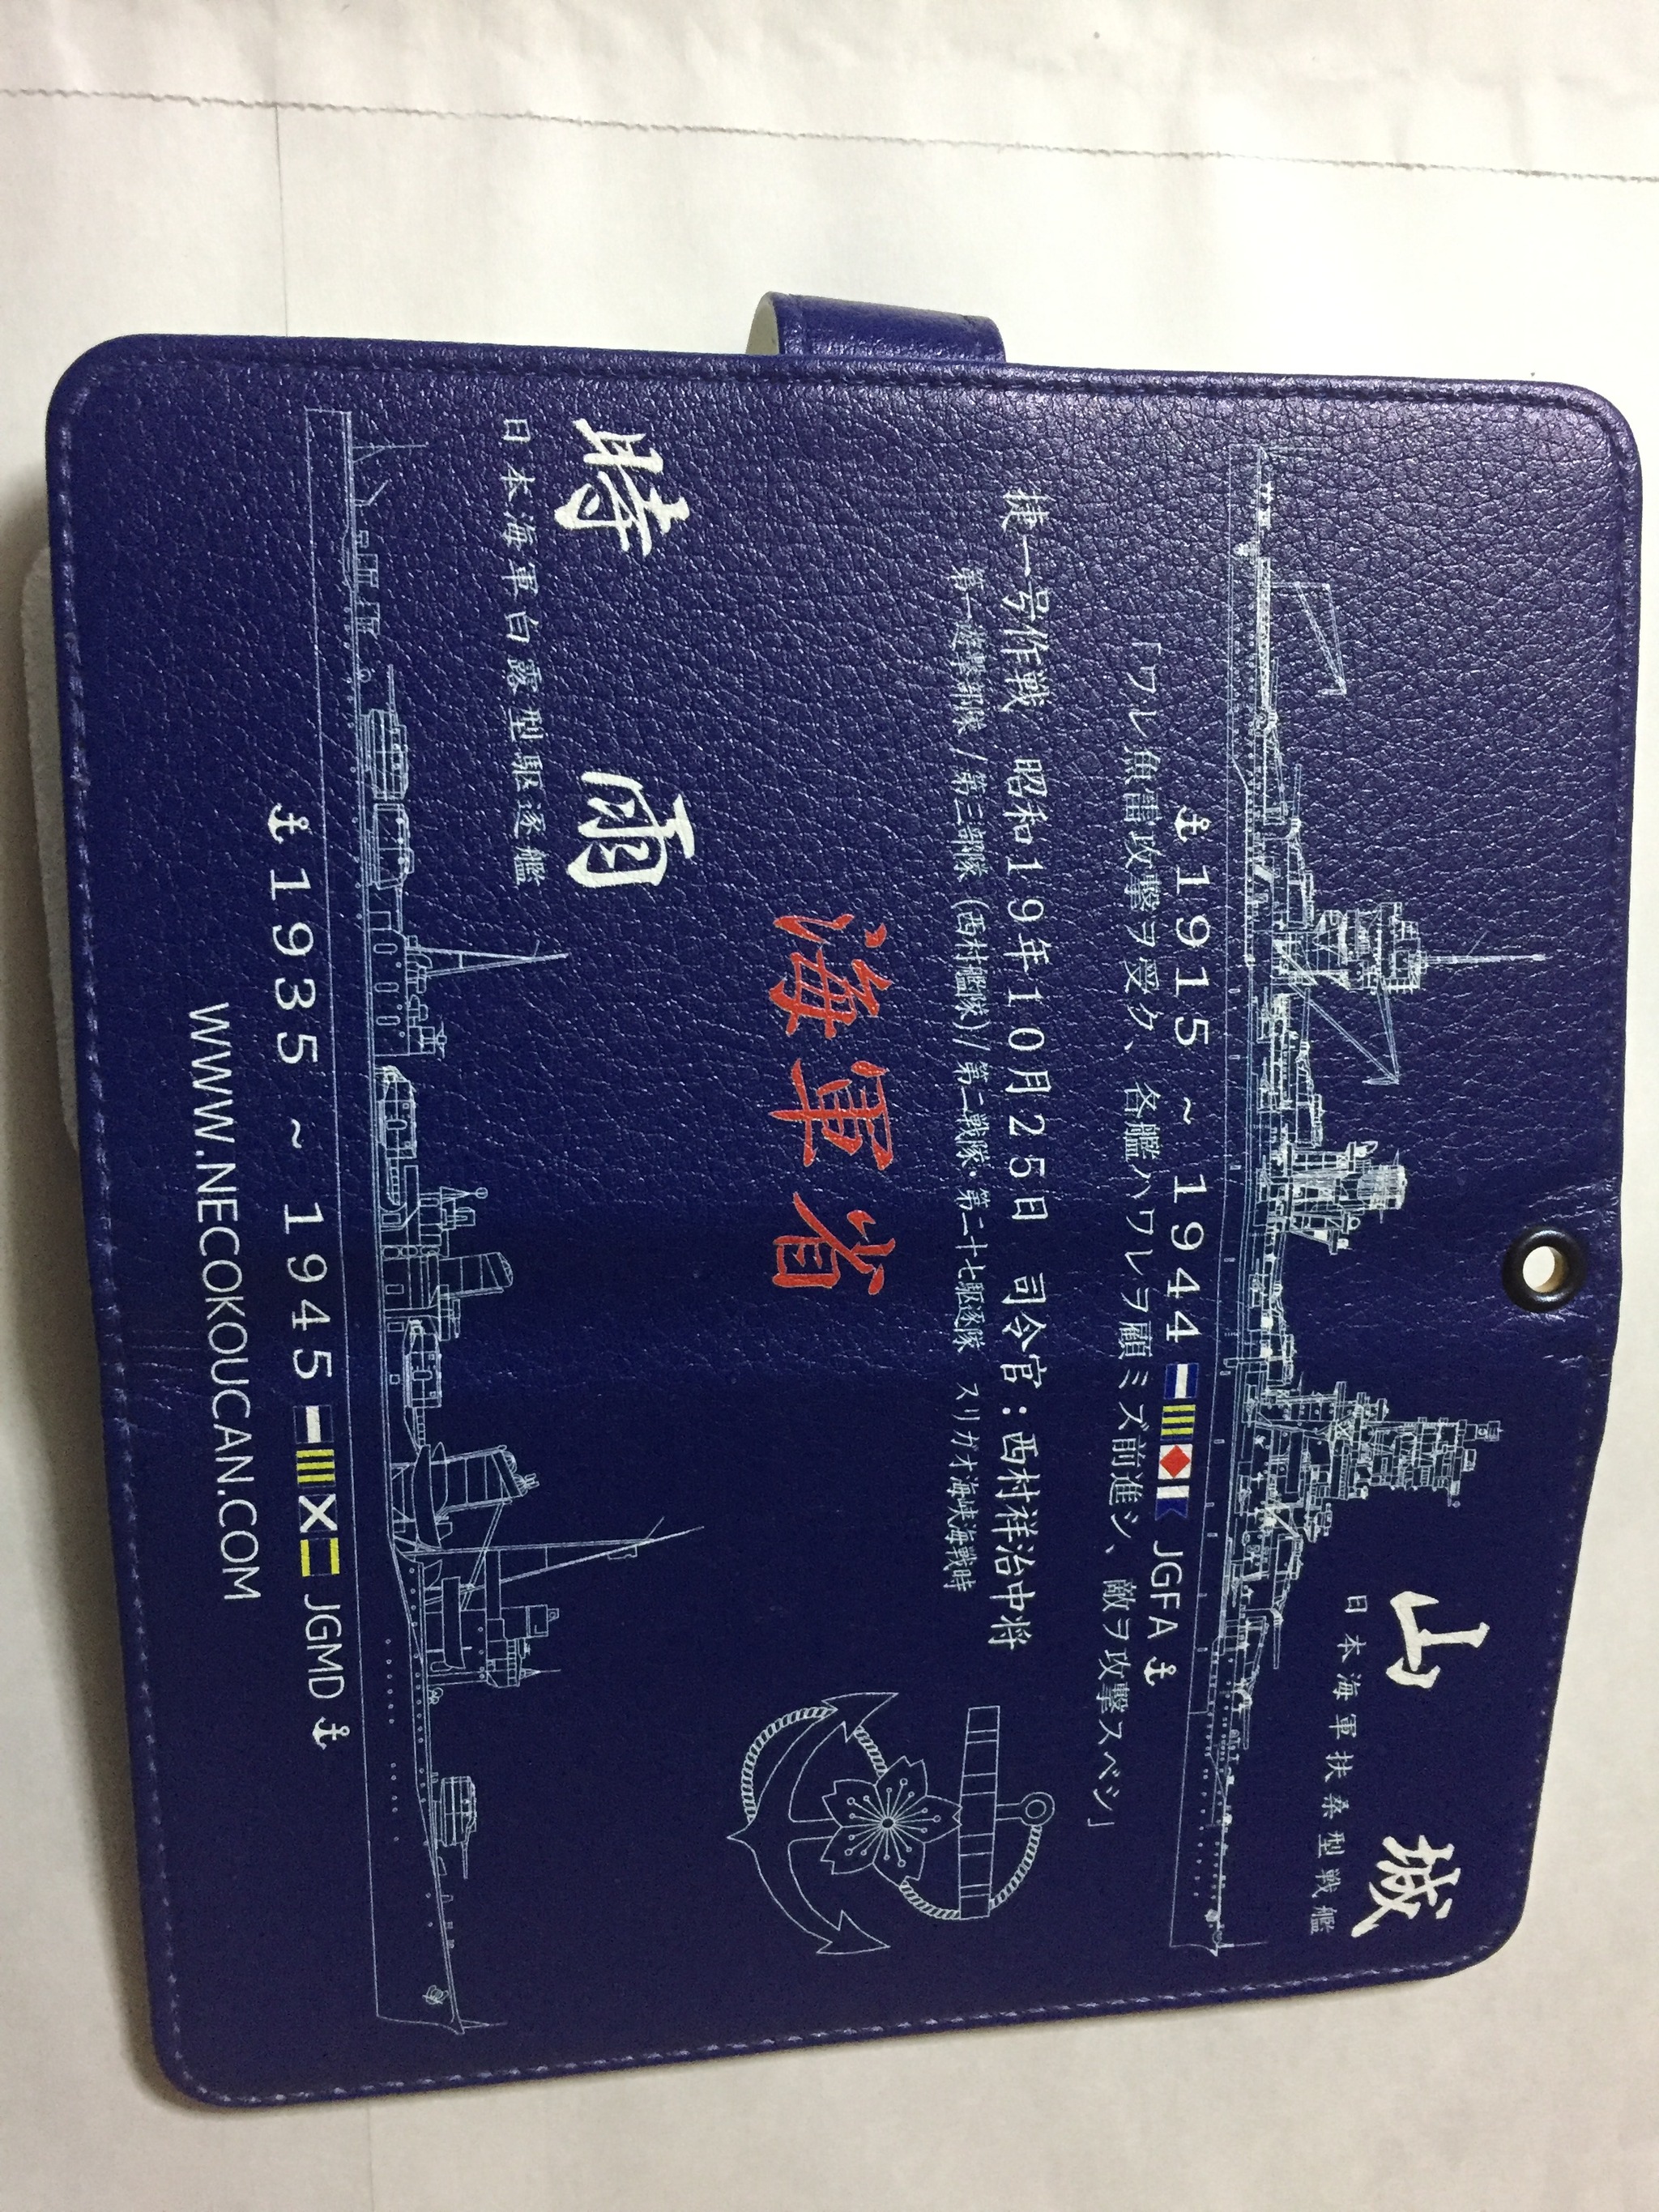 山城
日本海軍扶桑型戦艦
⚓1915 ~ 1944 JGFA⚓
「ワレ魚雷攻撃ヲ受ク、各艦ハワレヲ顧ミズ前進シ、敵ヲ攻撃スベシ」
捷一号作戦 昭和19年10月25日 司令官:西村祥治中将
第一遊撃部隊/第三部隊(西村艦隊)/第二戦隊・第二十七駆逐隊 スリガオ海峡海戦時
海軍省
時雨
日本海軍白露型駆逐艦
⚓1935 ~ 1945 JGMD⚓
WWW.NECOKOUCAN.COM